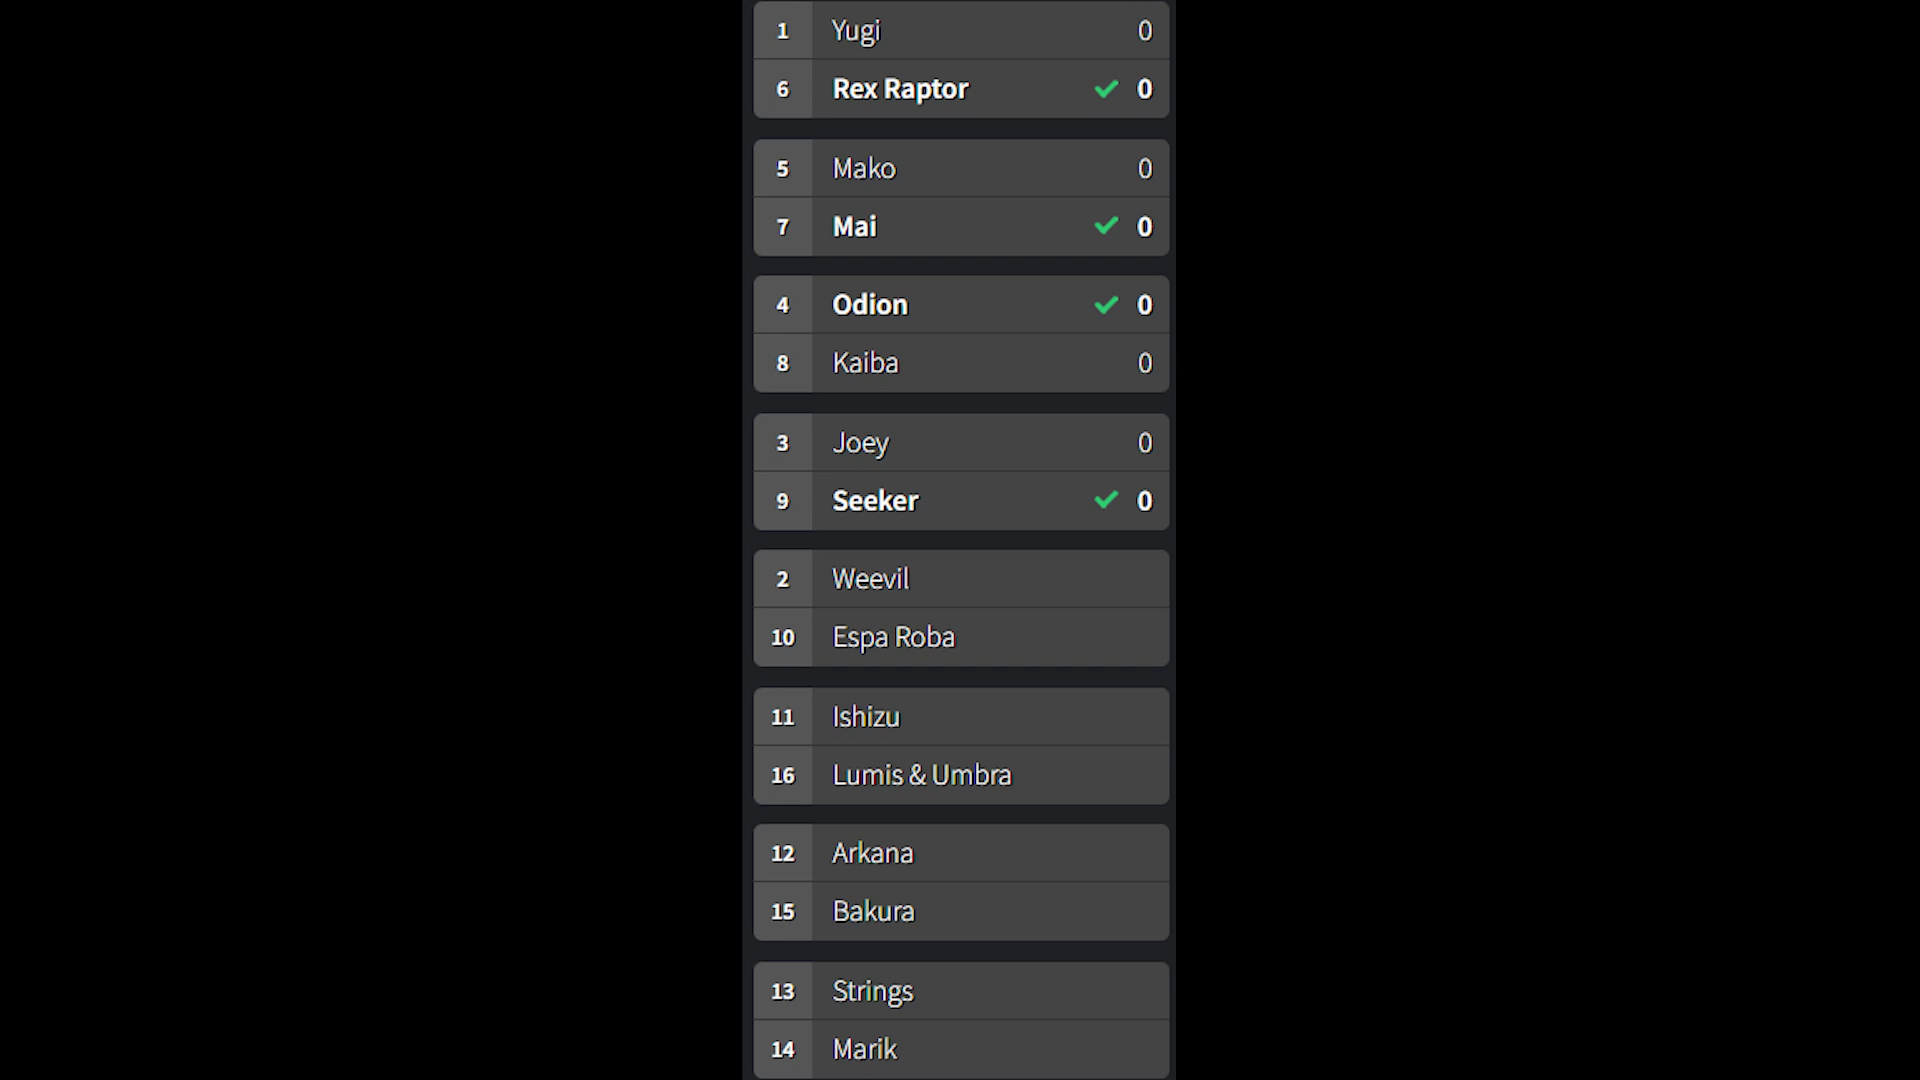 1 Yugi 0
6 Rex Raptor 0
5 Mako 0
7 Mai 0
4 Odion 0
8 Kaiba 0
3 Joey 0
9 Seeker 0
2 Weevil
10 Espa Roba
11 Ishizu
16 Lumis & Umbra
12 Arkana
15 Bakura
13 Strings
14 Marik